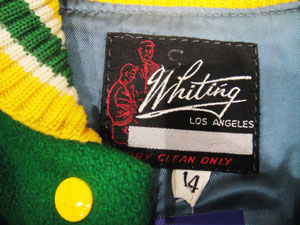 Whiting
LOS ANGELES
DRY CLEAN ONLY
14